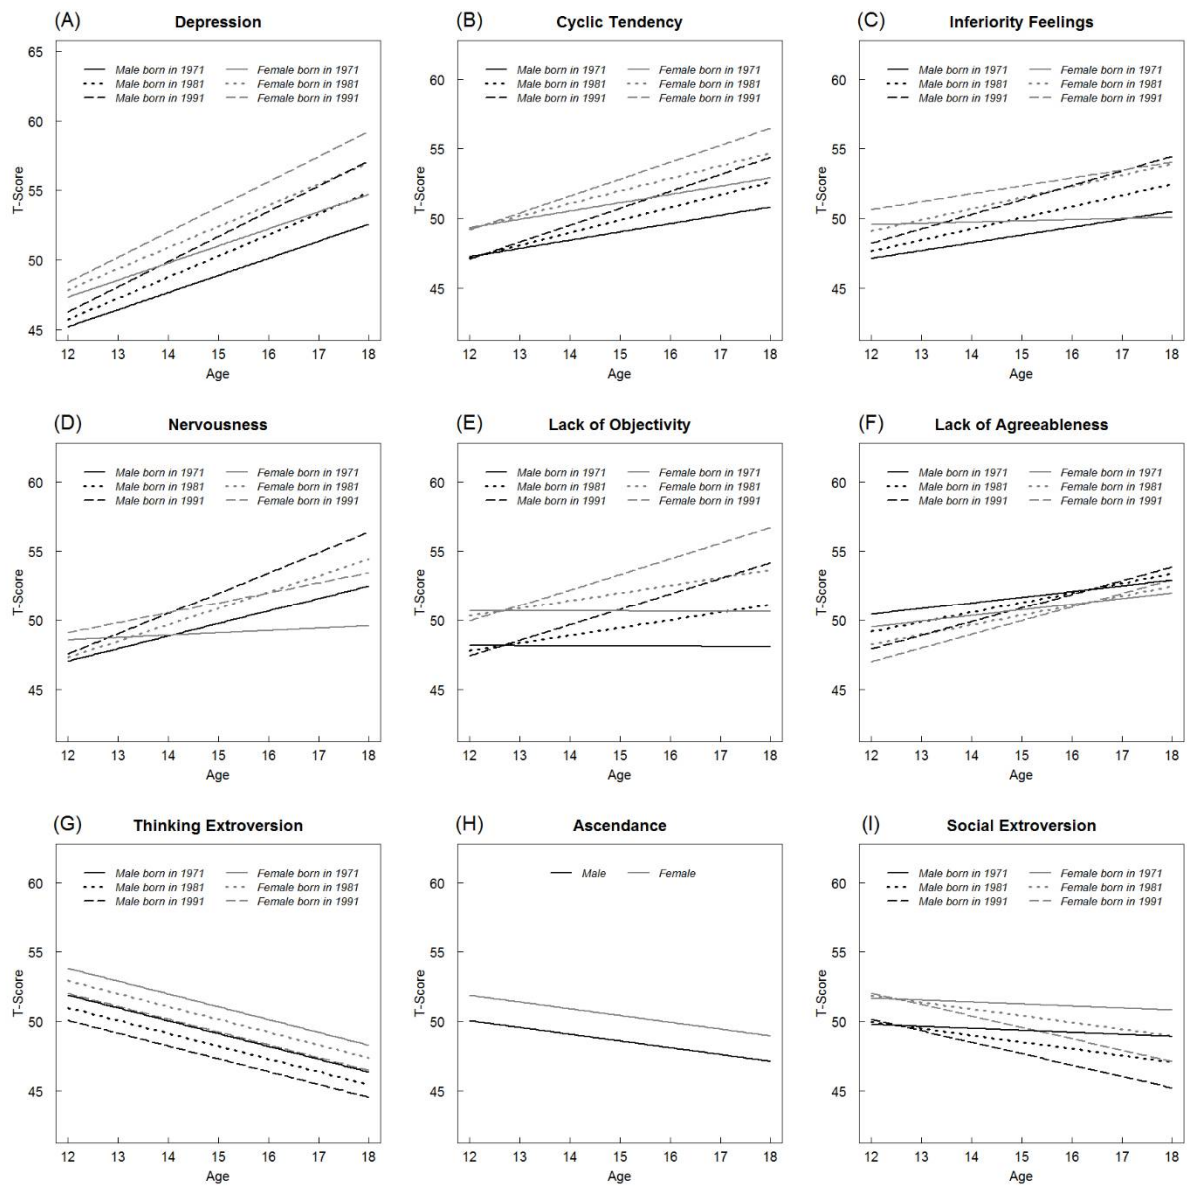 (A) Depression
65
60
55
50
45
T-Score
Male born in 1971 Female born in 1971
Male born in 1981 Female born in 1981
Male born in 1991 Female born in 1991
12 13 14 15 16 17 18
Age
(B) Cyclic Tendency
60
55
50
45
T-Score
Male born in 1971 Female born in 1971
Male born in 1981 Female born in 1981
Male born in 1991 Female born in 1991
12 13 14 15 16 17 18
Age
(C) Inferiority Feelings
60
55
50
45
T-Score
Male born in 1971 Female born in 1971
Male born in 1981 Female born in 1981
Male born in 1991 Female born in 1991
12 13 14 15 16 17 18
Age
(D) Nervousness
60
55
50
45
T-Score
Male born in 1971 Female born in 1971
Male born in 1981 Female born in 1981
Male born in 1991 Female born in 1991
12 13 14 15 16 17 18
Age
(E) Lack of Objectivity
60
55
50
45
T-Score
Male born in 1971 Female born in 1971
Male born in 1981 Female born in 1981
Male born in 1991 Female born in 1991
12 13 14 15 16 17 18
Age
(F) Lack of Agreeableness
60
55
50
45
T-Score
Male born in 1971 Female born in 1971
Male born in 1981 Female born in 1981
Male born in 1991 Female born in 1991
12 13 14 15 16 17 18
Age
(G) Thinking Extroversion
60
55
50
45
T-Score
Male born in 1971 Female born in 1971
Male born in 1981 Female born in 1981
Male born in 1991 Female born in 1991
12 13 14 15 16 17 18
Age
(H) Ascendance
60
55
50
45
T-Score
Male Female
12 13 14 15 16 17 18
Age
(I) Social Extroversion
60
55
50
45
T-Score
Male born in 1971 Female born in 1971
Male born in 1981 Female born in 1981
Male born in 1991 Female born in 1991
12 13 14 15 16 17 18
Age